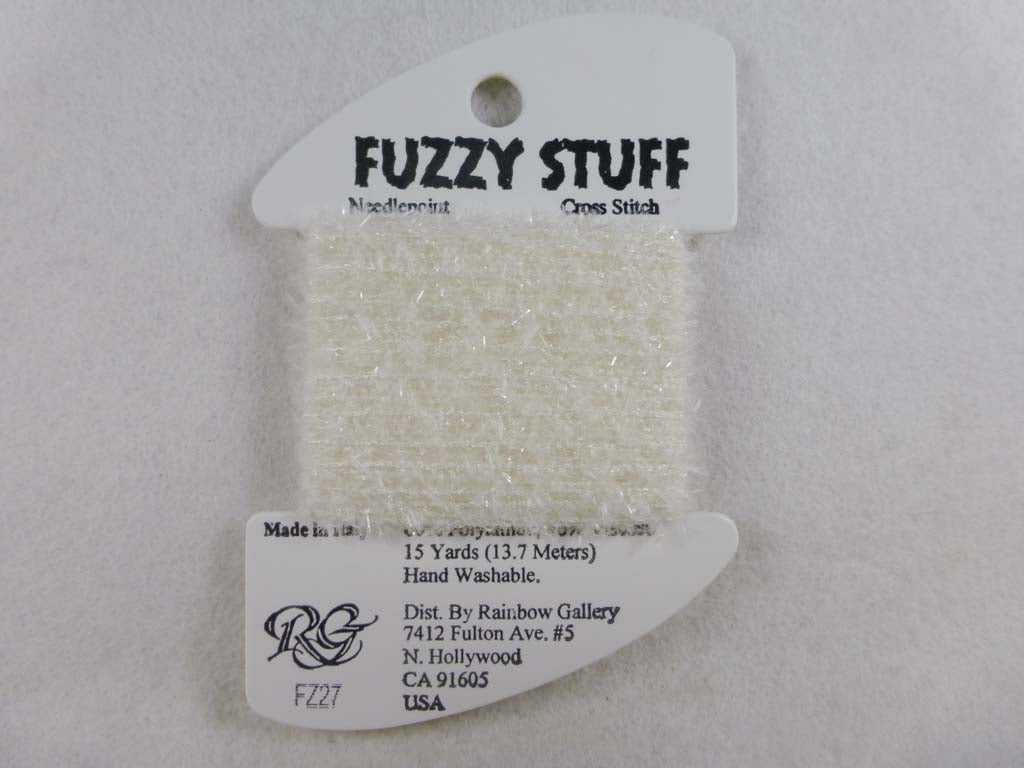 FUZZY STUFF
Needlepoint Cross Stitch
Made in Italy
15 Yards (13.7 Meters)
Hand Washable.
RG
Dist. By Rainbow Gallery
7412 Fulton Ave, #5
N. Hollywood
CA 91605
FZ27
USA